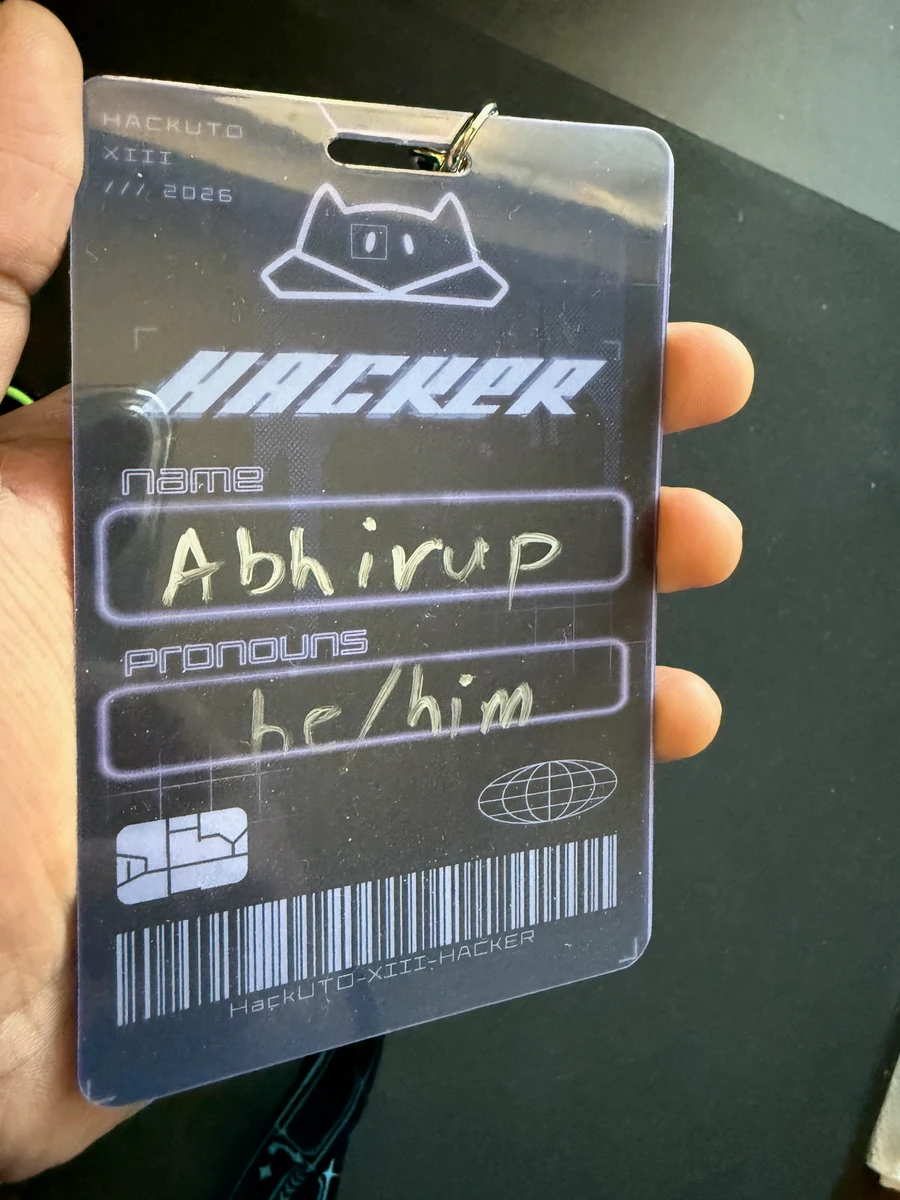 HACKUTO
XIII
/// 2026
HACKER
name
Abhirup
pronouns
he/him
HackUTO-XIII-HACKER